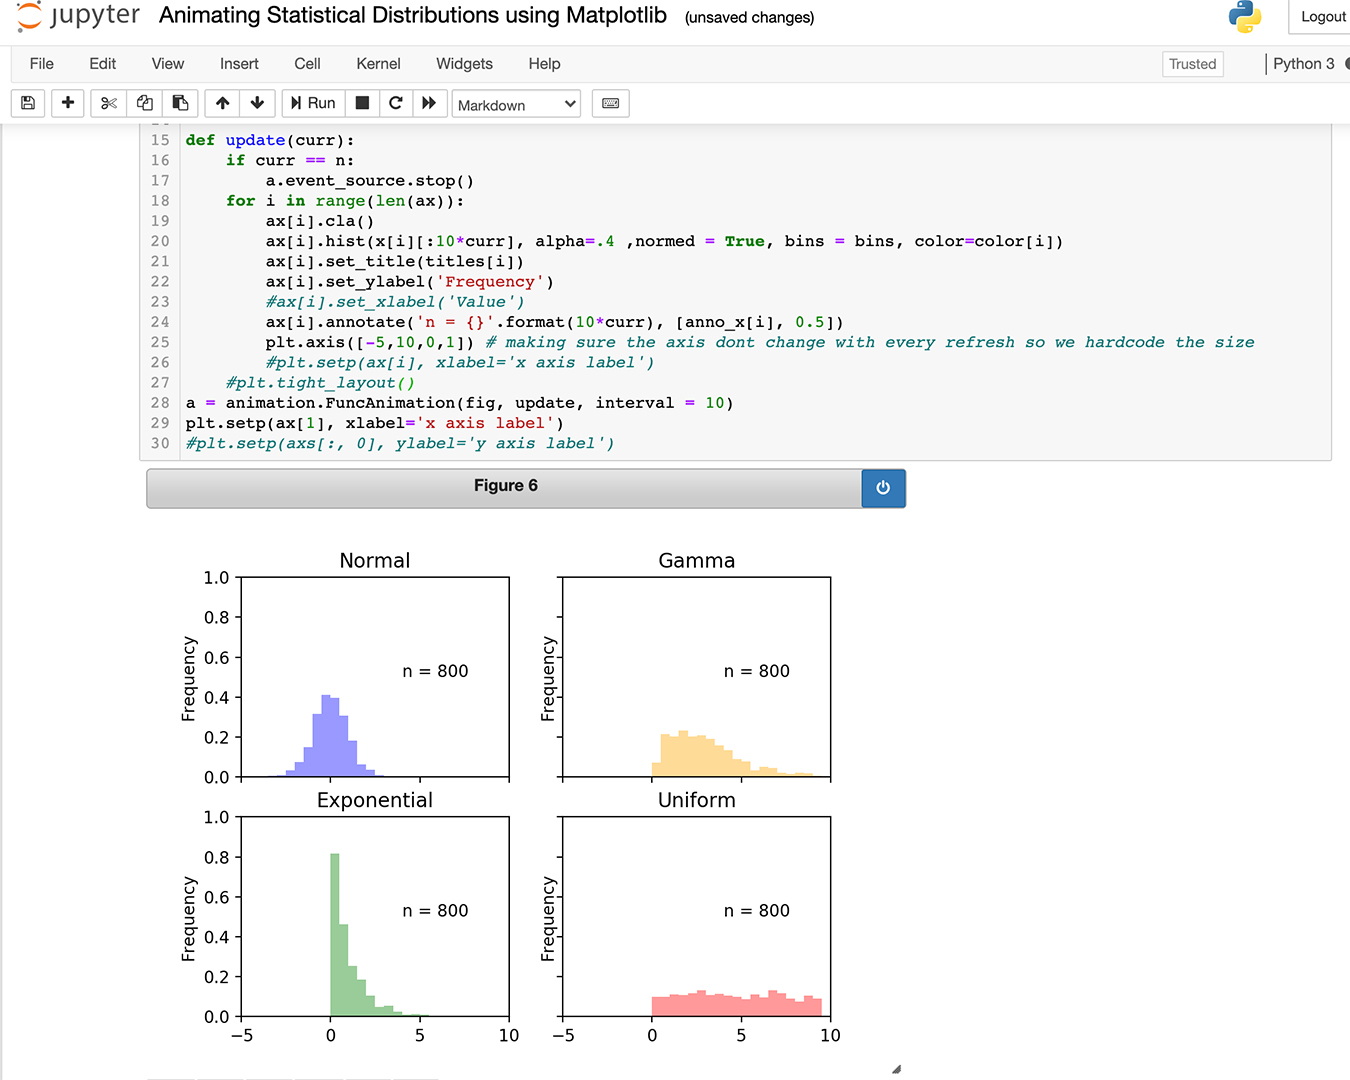 jupyter Animating Statistical Distributions using Matplotlib (unsaved changes) Logout
File Edit View Insert Cell Kernel Widgets Help Trusted Python 3
Run Markdown
15 def update(curr):
16 if curr == n:
17 a.event_source.stop()
18 for i in range(len(ax)):
19 ax[i].cla()
20 ax[i].hist(x[i][:10*curr], alpha=.4 ,normed = True, bins = bins, color=color[i])
21 ax[i].set_title(titles[i])
22 ax[i].set_ylabel('Frequency')
23 #ax[i].set_xlabel('Value')
24 ax[i].annotate('n = {}'.format(10*curr), [anno_x[i], 0.5])
25 plt.axis([-5,10,0,1]) # making sure the axis dont change with every refresh so we hardcode the size
26 #plt.setp(ax[i], xlabel='x axis label')
27 #plt.tight_layout()
28 a = animation.FuncAnimation(fig, update, interval = 10)
29 plt.setp(ax[1], xlabel='x axis label')
30 #plt.setp(axs[:, 0], ylabel='y axis label')
Figure 6
Normal
1.0
0.8
0.6
0.4
0.2
0.0
Frequency
n = 800
Gamma
Frequency
n = 800
Exponential
1.0
0.8
0.6
0.4
0.2
0.0
Frequency
n = 800
−5 0 5 10
Uniform
Frequency
n = 800
−5 0 5 10